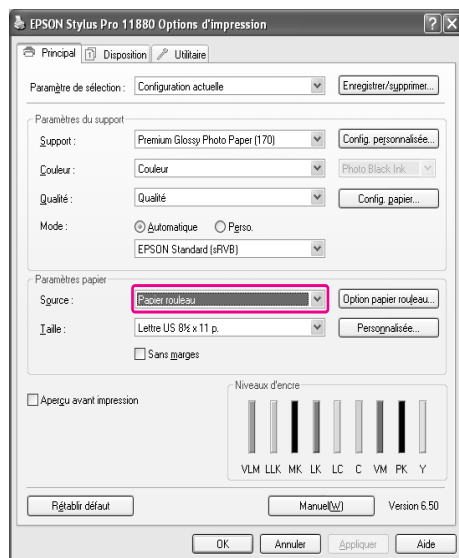 EPSON Stylus Pro 11880 Options d'impression
Principal Disposition Utilitaire
Paramètre de sélection : Configuration actuelle Enregistrer/supprimer...
Paramètres du support
Support : Premium Glossy Photo Paper (170) Config. personnalisée...
Couleur : Couleur Photo Black Ink
Qualité : Qualité Config. papier...
Mode : Automatique Perso.
EPSON Standard (sRVB)
Paramètres papier
Source : Papier rouleau Option papier rouleau...
Taille : Lettre US 8½ x 11 p. Personnalisée...
Sans marges
Aperçu avant impression
Niveaux d'encre
VLM LLK MK LK LC C VM PK Y
Rétablir défaut Manuel(W) Version 6.50
OK Annuler Appliquer Aide